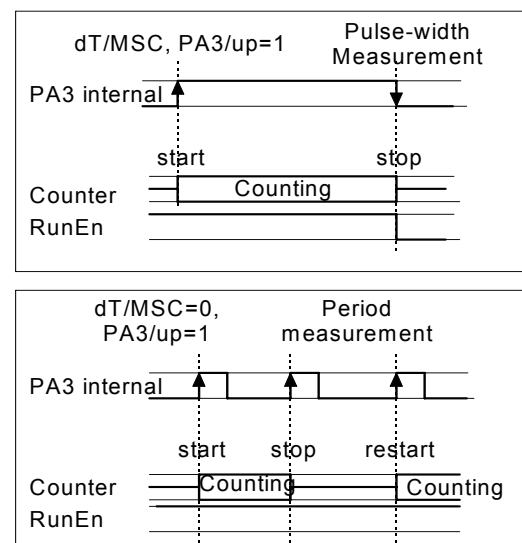 dT/MSC, PA3/up=1
Pulse-width
Measurement
PA3 internal
start
stop
Counter
Counting
RunEn
dT/MSC=0,
PA3/up=1
Period
measurement
PA3 internal
start
stop
restart
Counter
Counting
Counting
RunEn